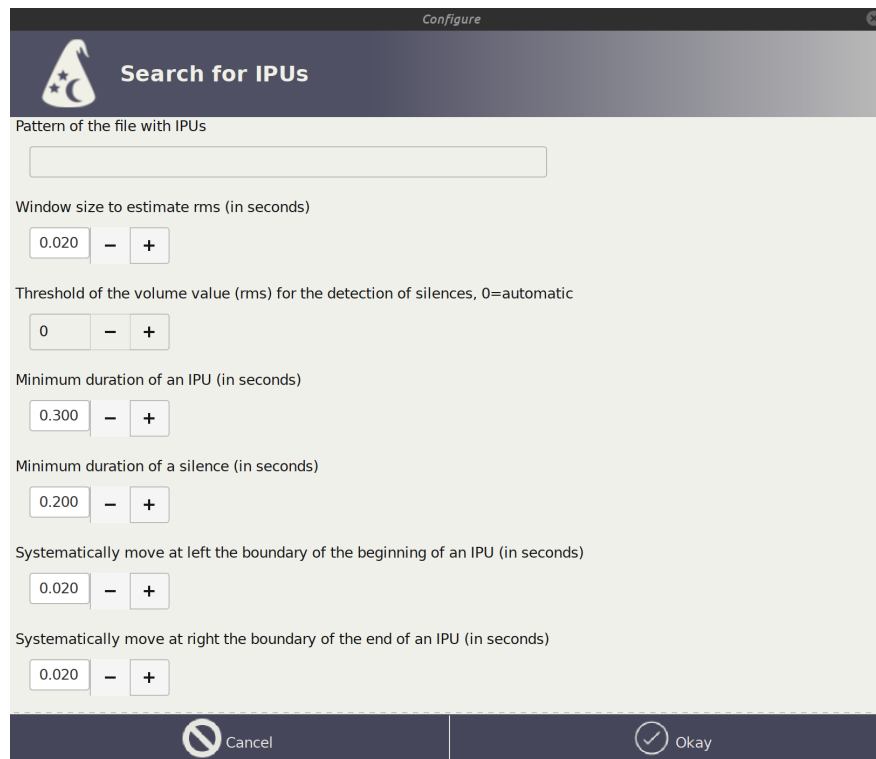 Configure
Search for IPUs
Pattern of the file with IPUs
Window size to estimate rms (in seconds)
0.020 − +
Threshold of the volume value (rms) for the detection of silences, 0=automatic
0 − +
Minimum duration of an IPU (in seconds)
0.300 − +
Minimum duration of a silence (in seconds)
0.200 − +
Systematically move at left the boundary of the beginning of an IPU (in seconds)
0.020 − +
Systematically move at right the boundary of the end of an IPU (in seconds)
0.020 − +
Cancel Okay